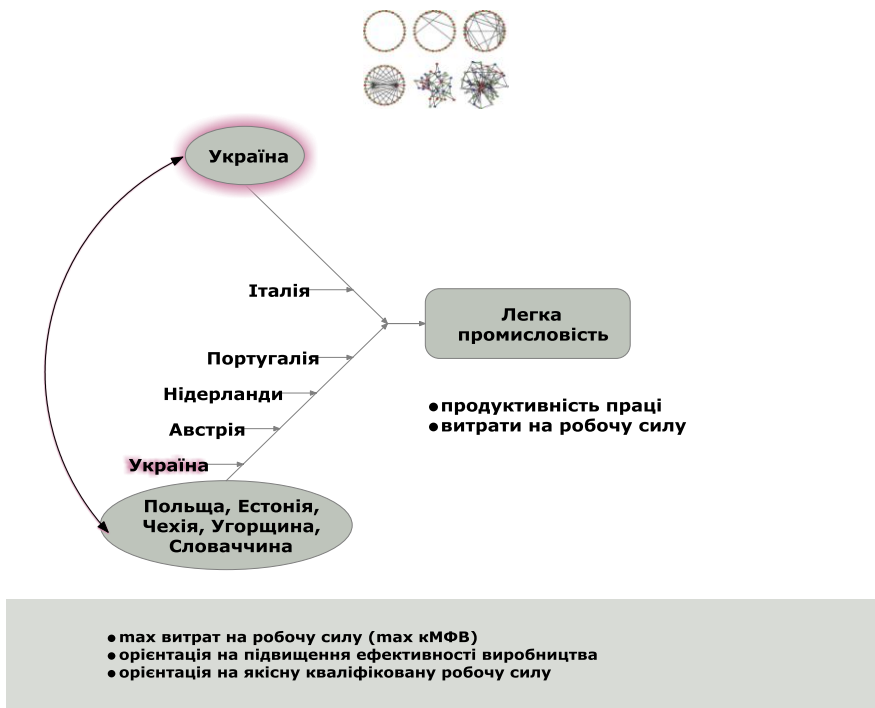 Україна
Італія
Легка
промисловість
Португалія
Нідерланди
Австрія
Україна
●продуктивність праці
●витрати на робочу силу
Польща, Естонія,
Чехія, Угорщина,
Словаччина
●max витрат на робочу силу (max кМФВ)
●орієнтація на підвищення ефективності виробництва
●орієнтація на якісну кваліфіковану робочу силу